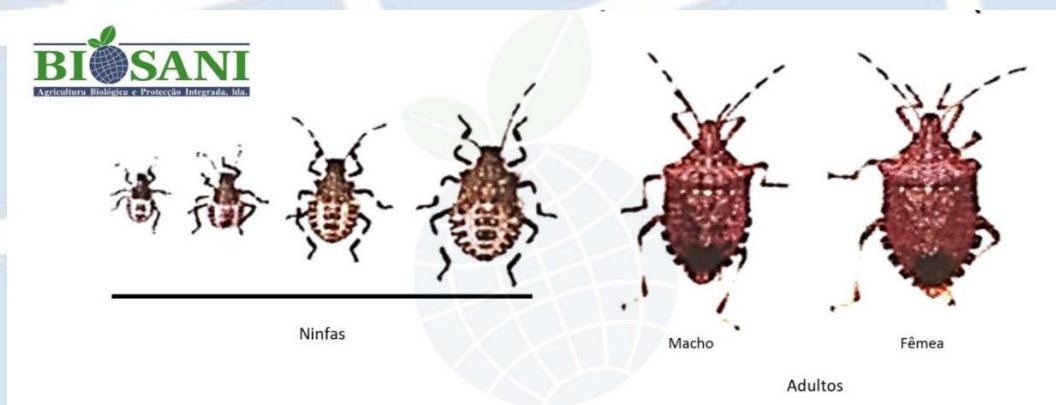 BIOSANI
Agricultura Biológica e Protecção Integrada, lda.
Ninfas
Macho
Fêmea
Adultos